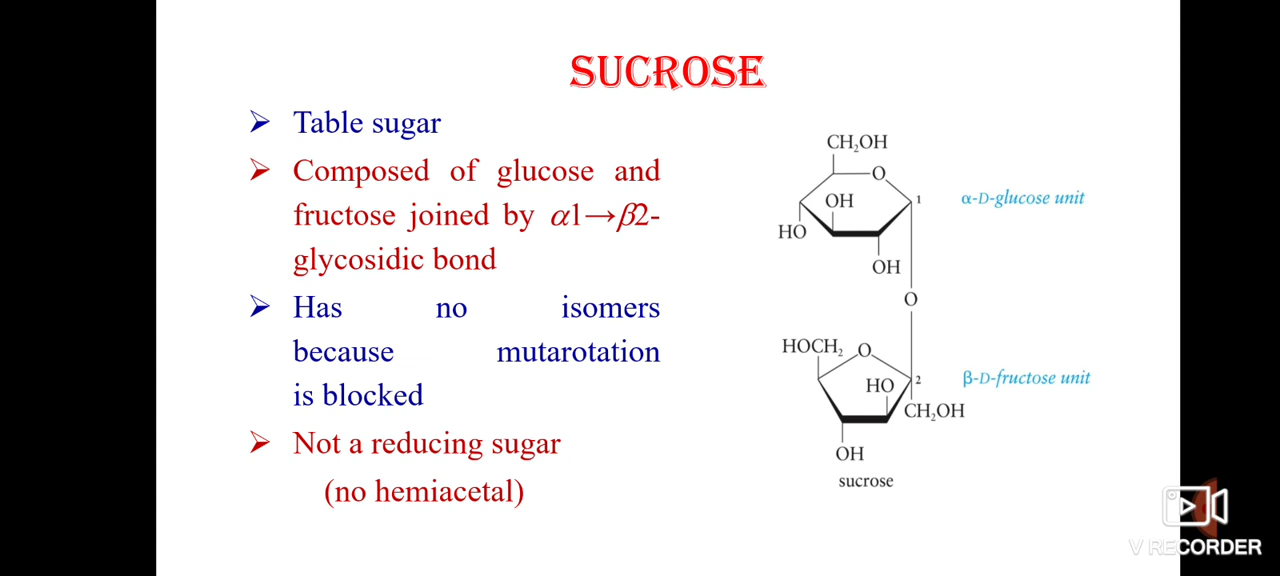 SUCROSE
➢ Table sugar
➢ Composed of glucose and
fructose joined by α1→β2-
glycosidic bond
➢ Has no isomers
because mutarotation
is blocked
➢ Not a reducing sugar
(no hemiacetal)
CH₂OH
O
OH
1
α-D-glucose unit
HO
OH
O
HOCH₂
O
HO
2
β-D-fructose unit
CH₂OH
OH
sucrose
V RECORDER